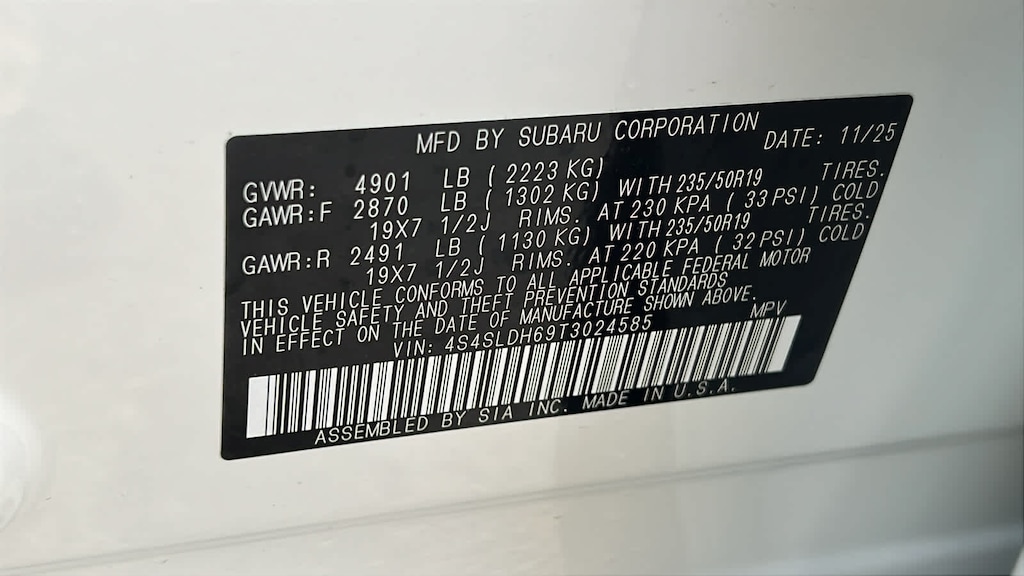 MFD BY SUBARU CORPORATION DATE: 11/25
GVWR: 4901 LB ( 2223 KG)
GAWR:F 2870 LB ( 1302 KG) WITH 235/50R19 TIRES.
19X7 1/2J RIMS. AT 230 KPA ( 33 PSI) COLD
GAWR:R 2491 LB ( 1130 KG) WITH 235/50R19 TIRES.
19X7 1/2J RIMS. AT 220 KPA ( 32 PSI) COLD
THIS VEHICLE CONFORMS TO ALL APPLICABLE FEDERAL MOTOR
VEHICLE SAFETY AND THEFT PREVENTION STANDARDS
IN EFFECT ON THE DATE OF MANUFACTURE SHOWN ABOVE.
VIN: 4S4SLDH69T3024585 MPV
ASSEMBLED BY SIA INC. MADE IN U.S.A.